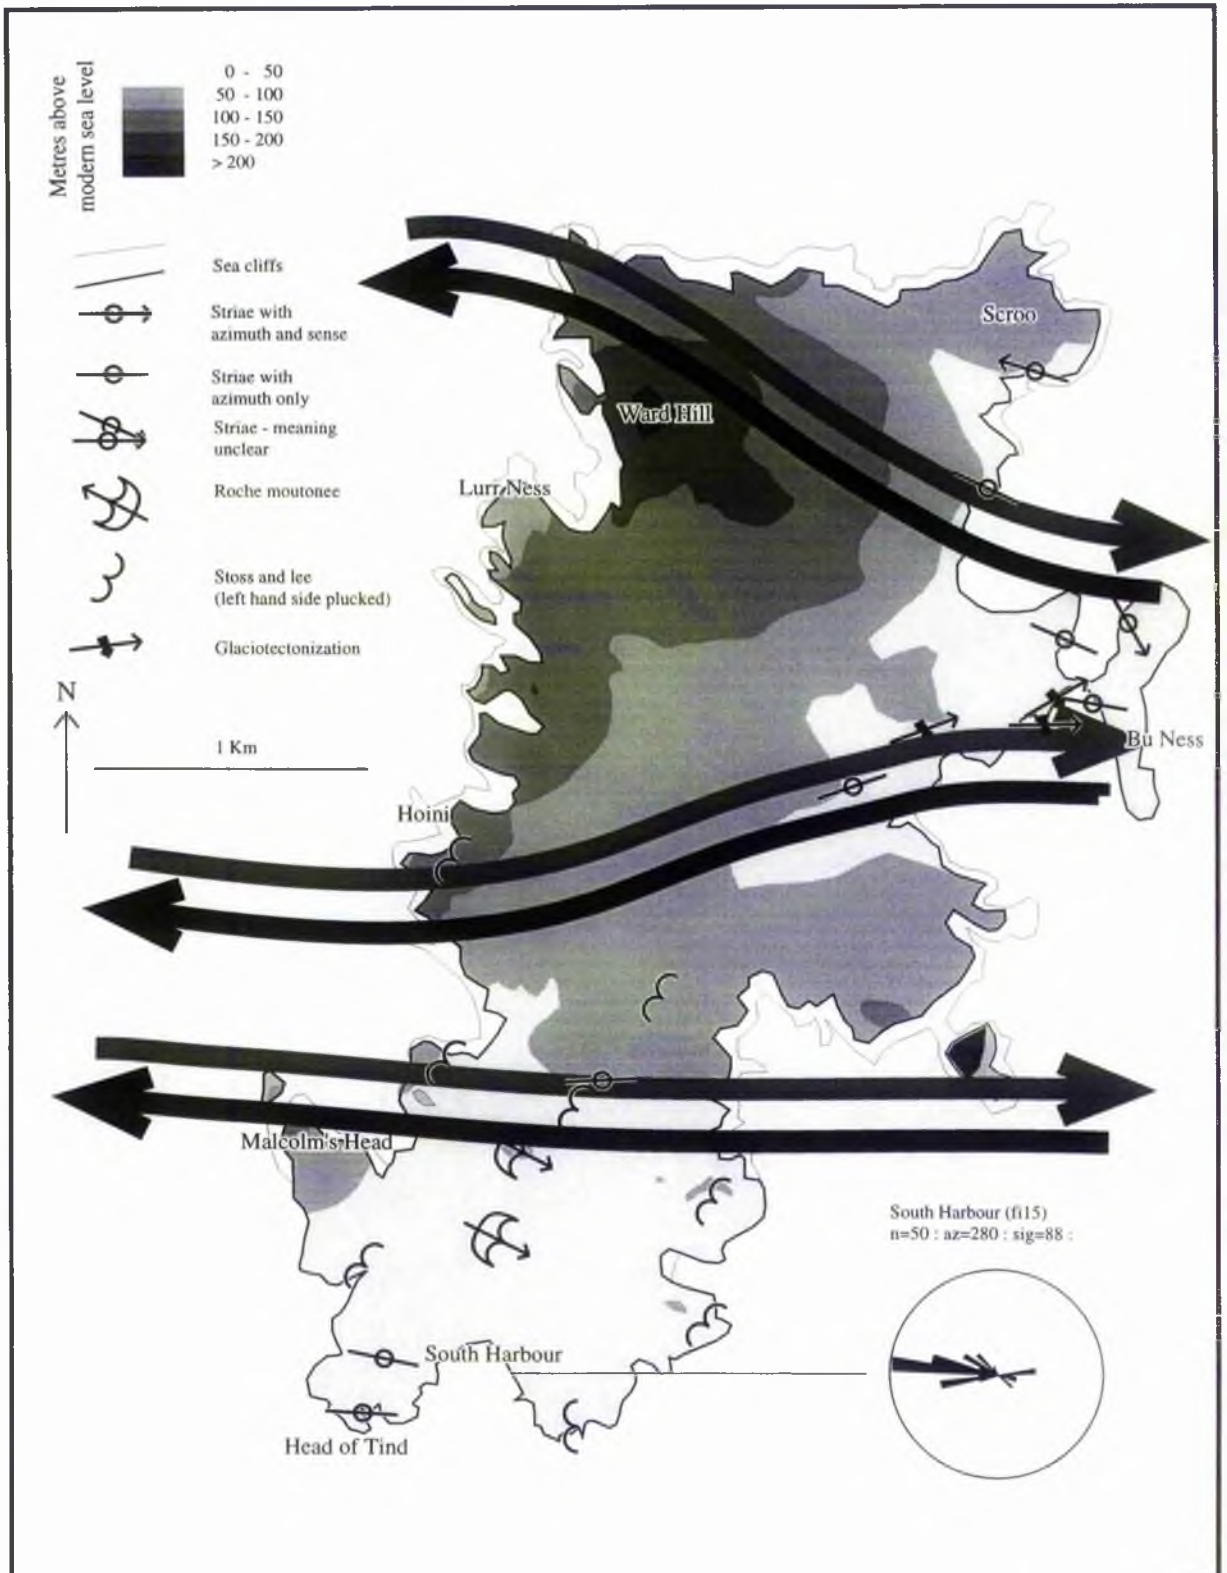 Metres above
modern sea level
0 - 50
50 - 100
100 - 150
150 - 200
> 200
Sea cliffs
Striae with
azimuth and sense
Striae with
azimuth only
Striae - meaning
unclear
Roche moutonee
Stoss and lee
(left hand side plucked)
Glaciotectonization
N
1 Km
Scroo
Ward Hill
Lurr Ness
Bu Ness
Hoini
Malcolm's Head
South Harbour (fi15)
n=50 : az=280 : sig=88 :
South Harbour
Head of Tind